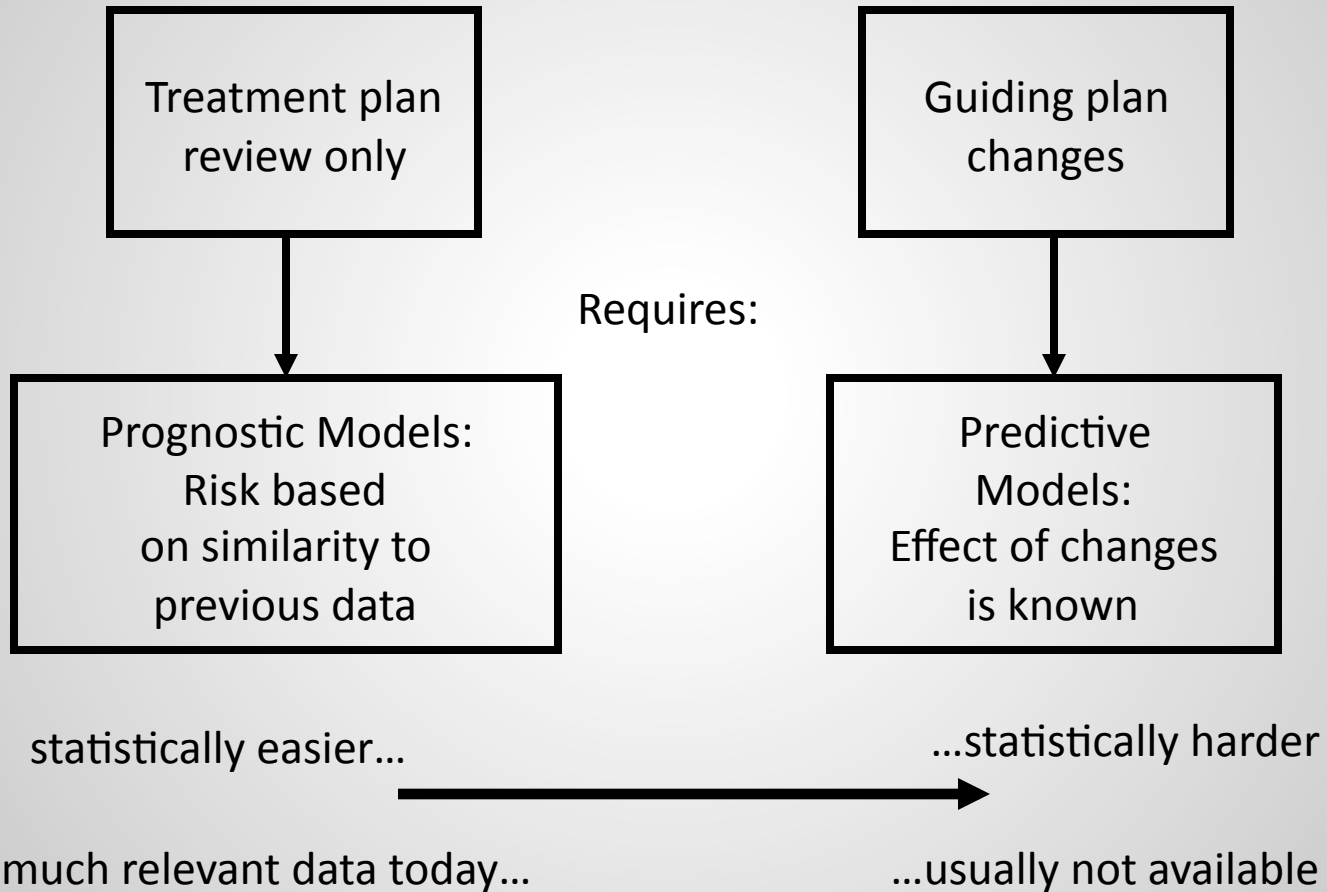 Treatment plan
review only
Guiding plan
changes
Requires:
Prognostic Models:
Risk based
on similarity to
previous data
Predictive
Models:
Effect of changes
is known
statistically easier...
...statistically harder
much relevant data today...
...usually not available